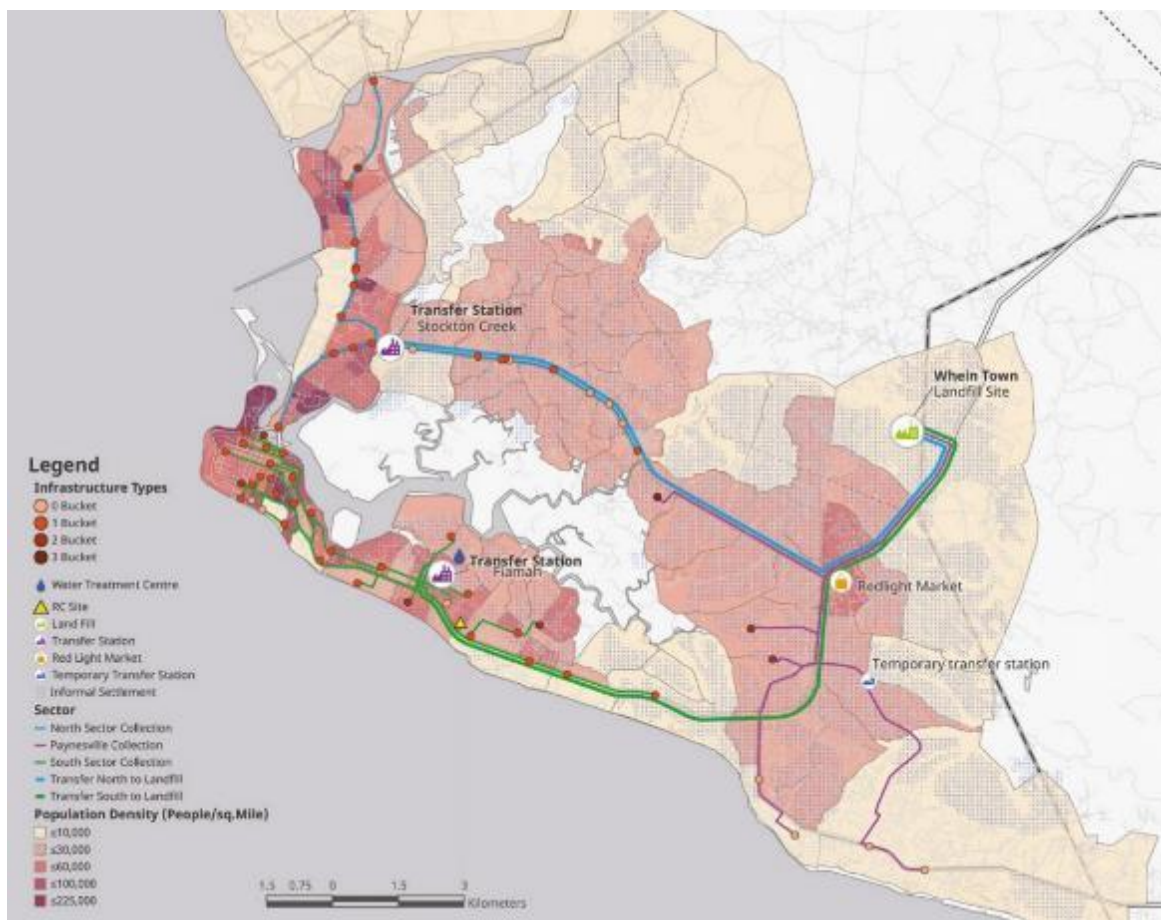 Transfer Station
Stockton Creek
Whein Town
Landfill Site
Transfer Station
Fiamah
Redlight Market
Temporary transfer station
Legend
Infrastructure Types
0 Bucket
1 Bucket
2 Bucket
3 Bucket
Water Treatment Centre
RC Site
Land Fill
Transfer Station
Red Light Market
Temporary Transfer Station
Informal Settlement
Sector
North Sector Collection
Paynesville Collection
South Sector Collection
Transfer North to Landfill
Transfer South to Landfill
Population Density (People/sq.Mile)
≤10,000
≤30,000
≤60,000
≤100,000
≤225,000
1.5 0.75 0 1.5 3
Kilometers